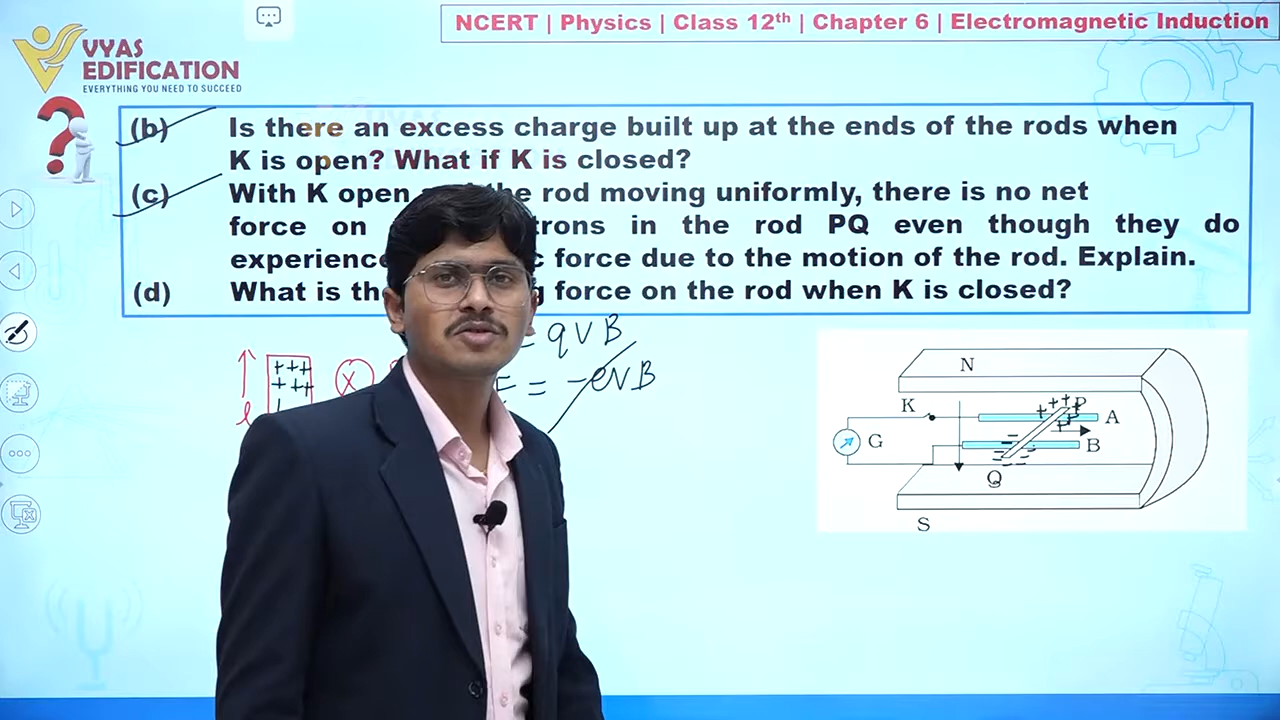 NCERT | Physics | Class 12th | Chapter 6 | Electromagnetic Induction
VYAS
EDIFICATION
EVERYTHING YOU NEED TO SUCCEED
(b) Is there an excess charge built up at the ends of the rods when
K is open? What if K is closed?
(c) With K open the rod moving uniformly, there is no net
force on in the rod PQ even though they do
force due to the motion of the rod. Explain.
(d) What is force on the rod when K is closed?
= qVB
= -eVB
+++
+ ++
l
X
N
K
P
A
G
B
Q
S